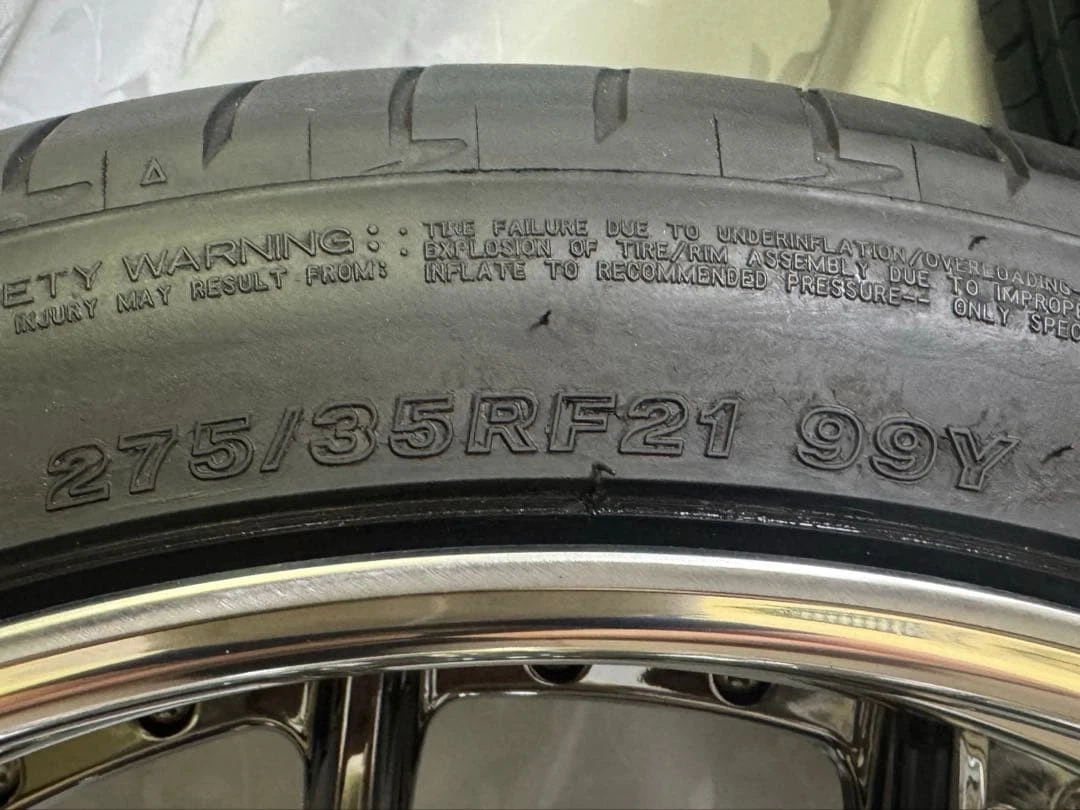 ETY WARNING:
INJURY MAY RESULT FROM:
• TIRE FAILURE DUE TO UNDERINFLATION/OVERLOADING-
• EXPLOSION OF TIRE/RIM ASSEMBLY DUE TO IMPROPE
INFLATE TO RECOMMENDED PRESSURE-- ONLY SPEC
275/35RF21 99Y